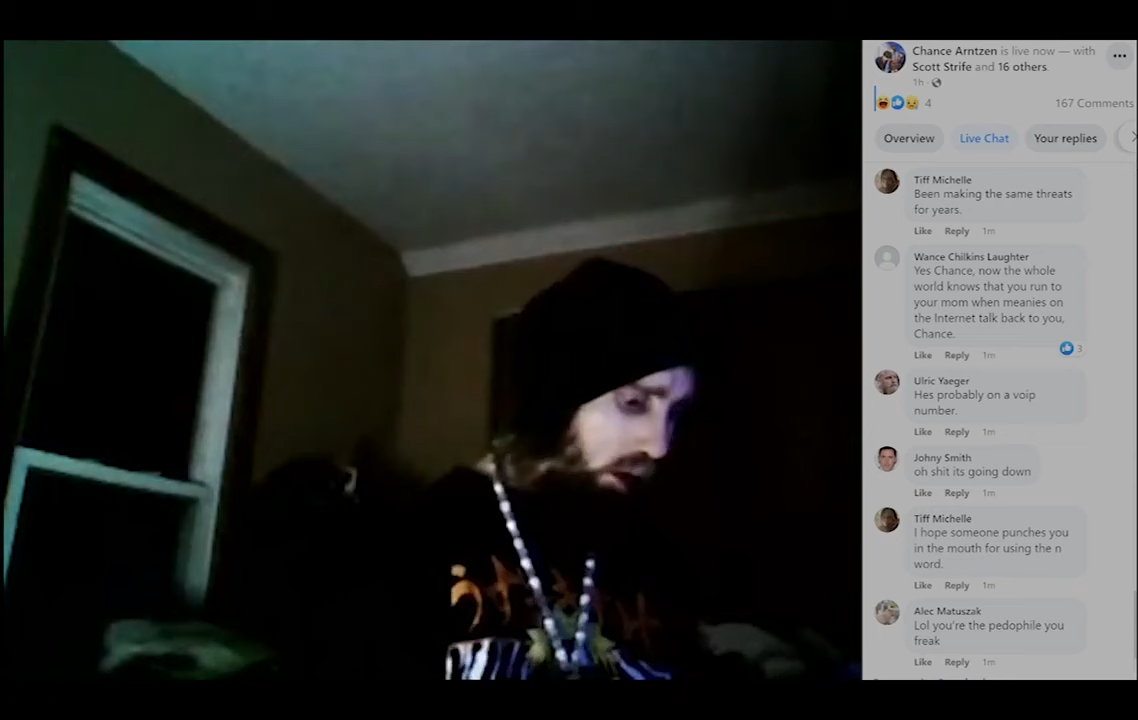 Chance Arntzen is live now — with
Scott Strife and 16 others.
1h
4
167 Comments
Overview
Live Chat
Your replies
Tiff Michelle
Been making the same threats
for years.
Like Reply 1m
Wance Chilkins Laughter
Yes Chance, now the whole
world knows that you run to
your mom when meanies on
the Internet talk back to you,
Chance.
3
Like Reply 1m
Ulric Yaeger
Hes probably on a voip
number.
Like Reply 1m
Johny Smith
oh shit its going down
Like Reply 1m
Tiff Michelle
I hope someone punches you
in the mouth for using the n
word.
Like Reply 1m
Alec Matuszak
Lol you're the pedophile you
freak
Like Reply 1m